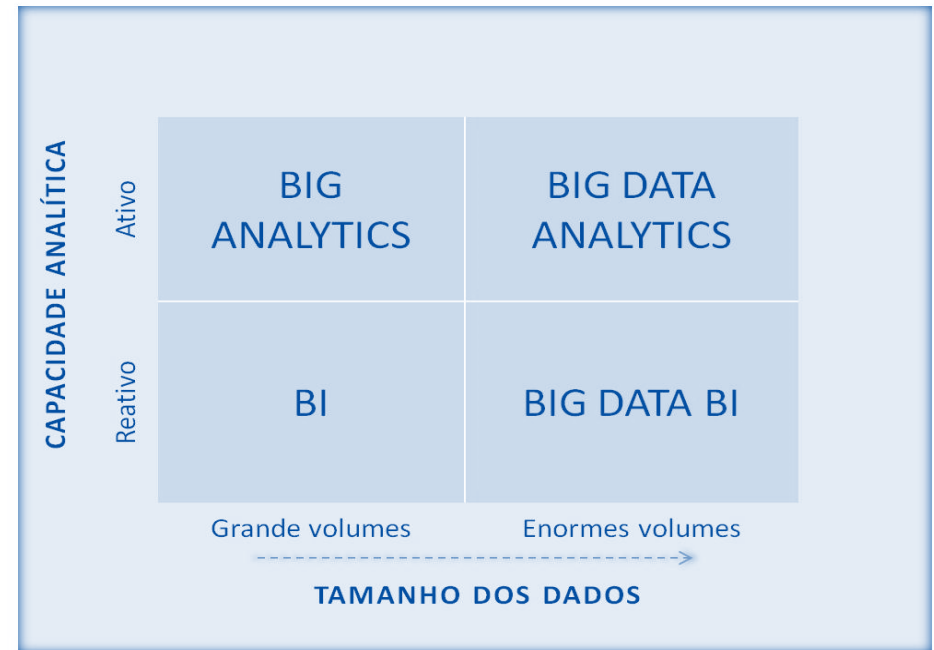 CAPACIDADE ANALÍTICA
Ativo
BIG
ANALYTICS
BIG DATA
ANALYTICS
Reativo
BI
BIG DATA BI
Grande volumes
Enormes volumes
TAMANHO DOS DADOS